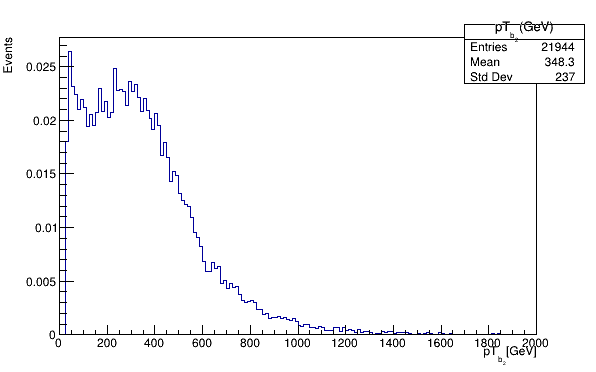 pT_b₂(GeV)
Entries 21944
Mean 348.3
Std Dev 237
Events
0.025
0.02
0.015
0.01
0.005
0
0 200 400 600 800 1000 1200 1400 1600 1800 2000
pT_b₂[GeV]